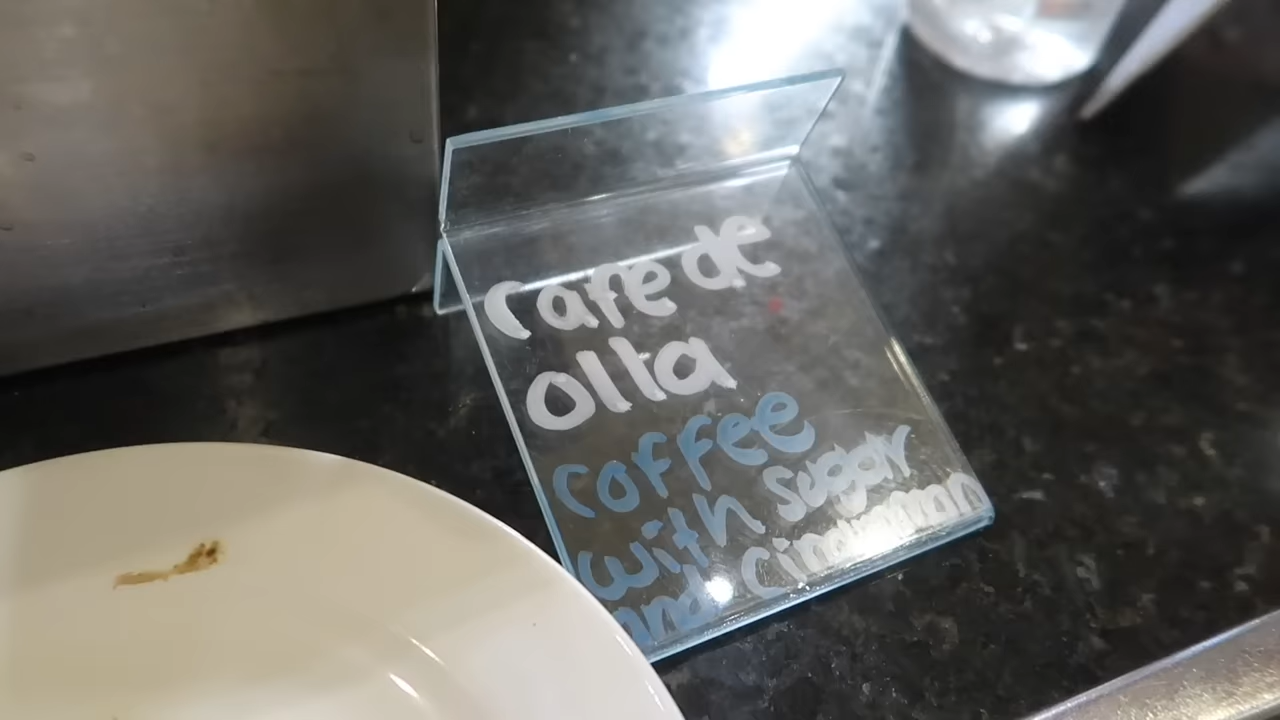 Cafe de
olla
coffee
with sugar
and cinnamon